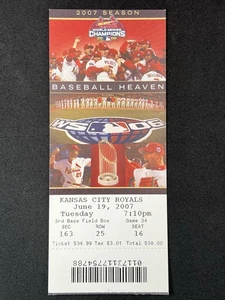 2007 SEASON
WORLD SERIES
CHAMPIONS
BASEBALL HEAVEN
KANSAS CITY ROYALS
June 19, 2007
Tuesday 7:10pm
3rd Base Field Box Game 34
SEC ROW SEAT
163 25 16
Ticket $34.99 Tax $3.01 Total $38.00